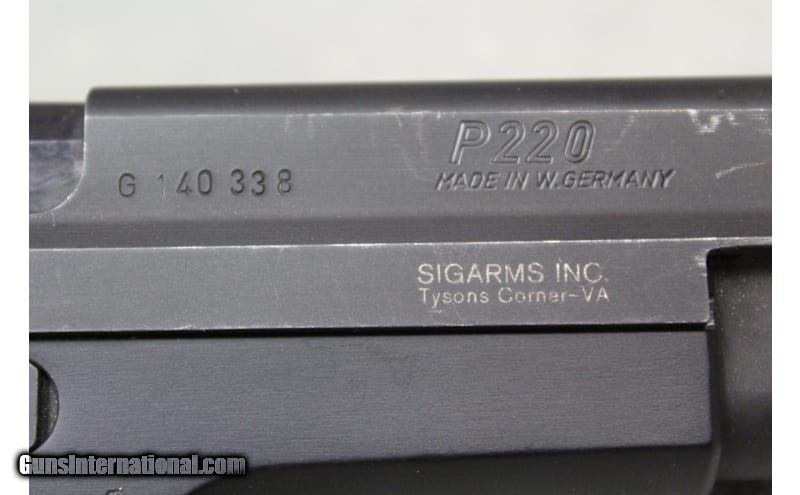 P220
G 140 338
MADE IN W.GERMANY
SIGARMS INC.
Tysons Corner-VA
GunsInternational.com